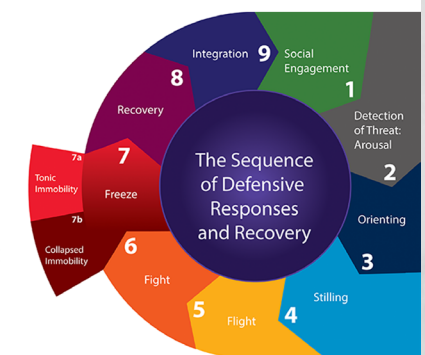 The Sequence
of Defensive
Responses
and Recovery
Social
Engagement
1
Detection
of Threat:
Arousal
2
Orienting
3
Stilling
4
Flight
5
Fight
6
Freeze
7
7a
Tonic
Immobility
7b
Collapsed
Immobility
Recovery
8
Integration
9